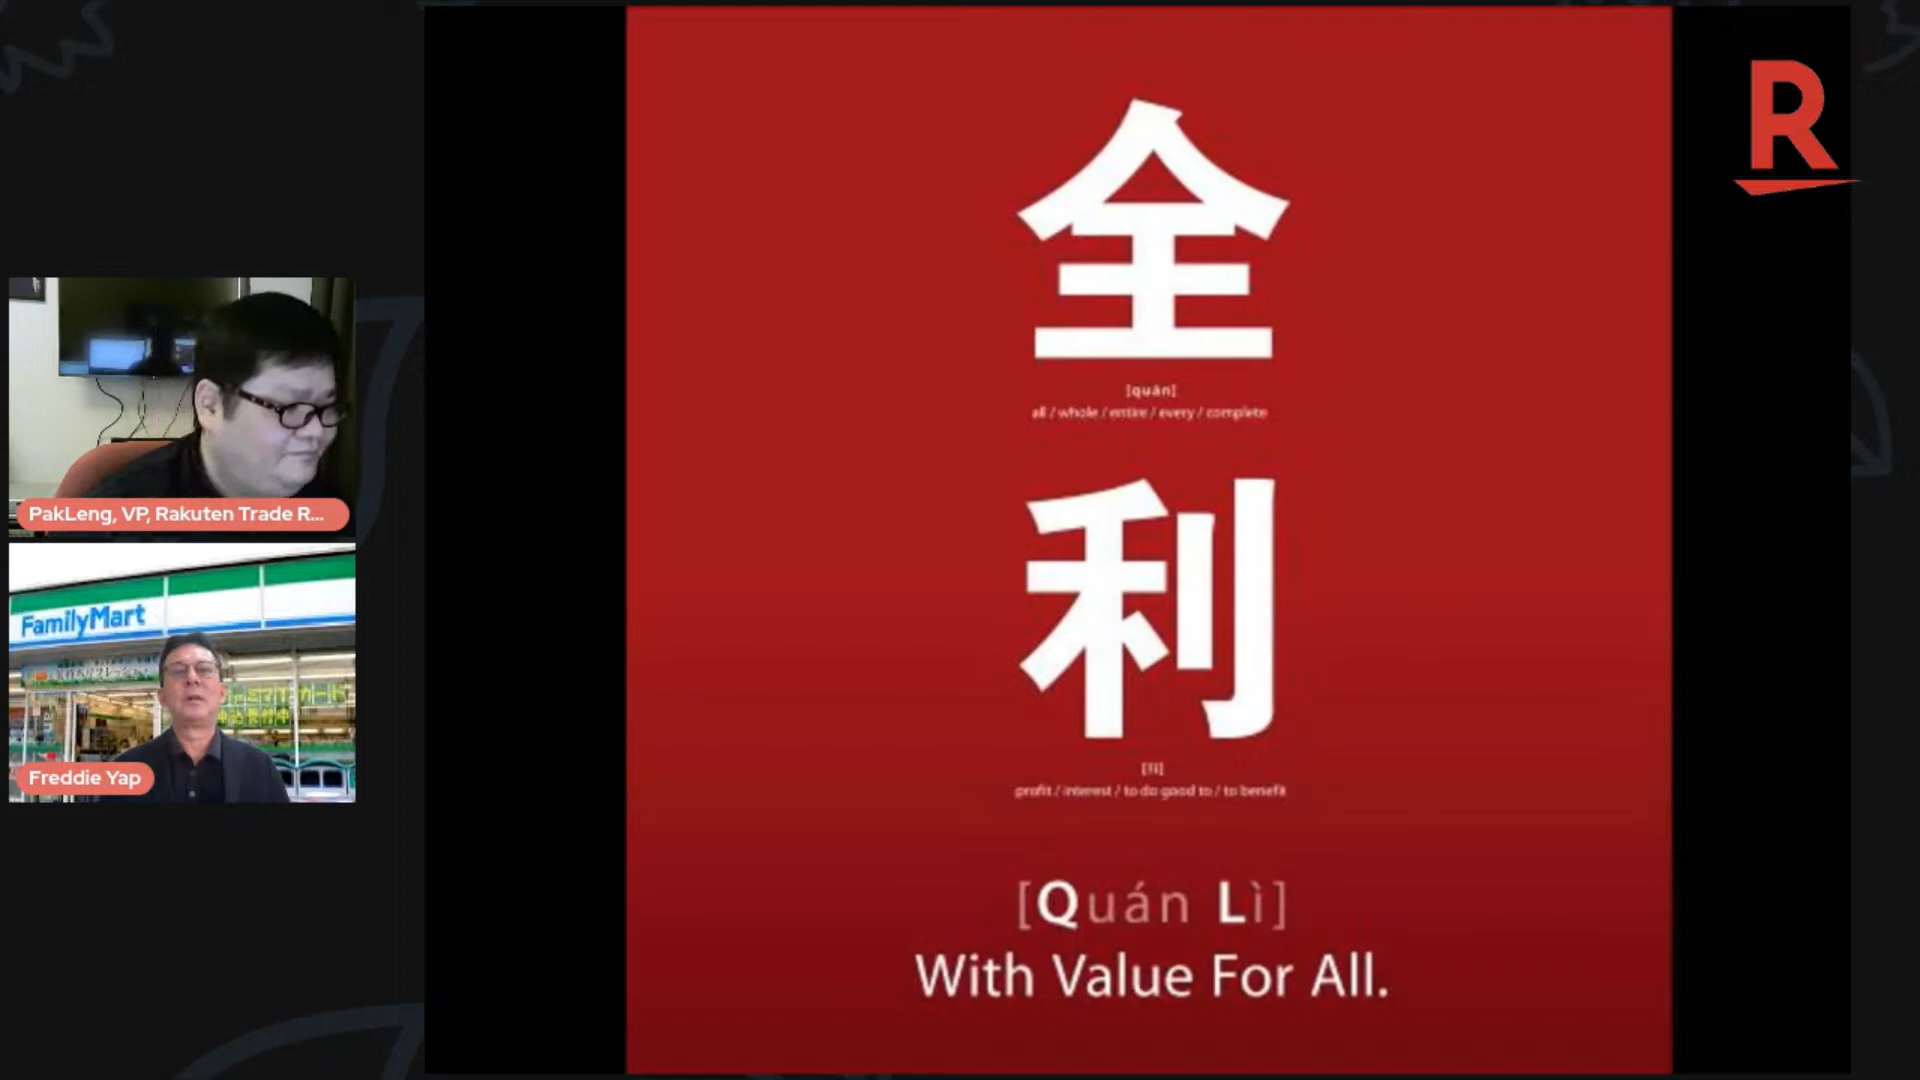 全
[quán]
all / whole / entire / every / complete
利
[lì]
profit / interest / to do good to / to benefit
[Quán Lì]
With Value For All.
R
PakLeng, VP, Rakuten Trade R...
FamilyMart
Freddie Yap